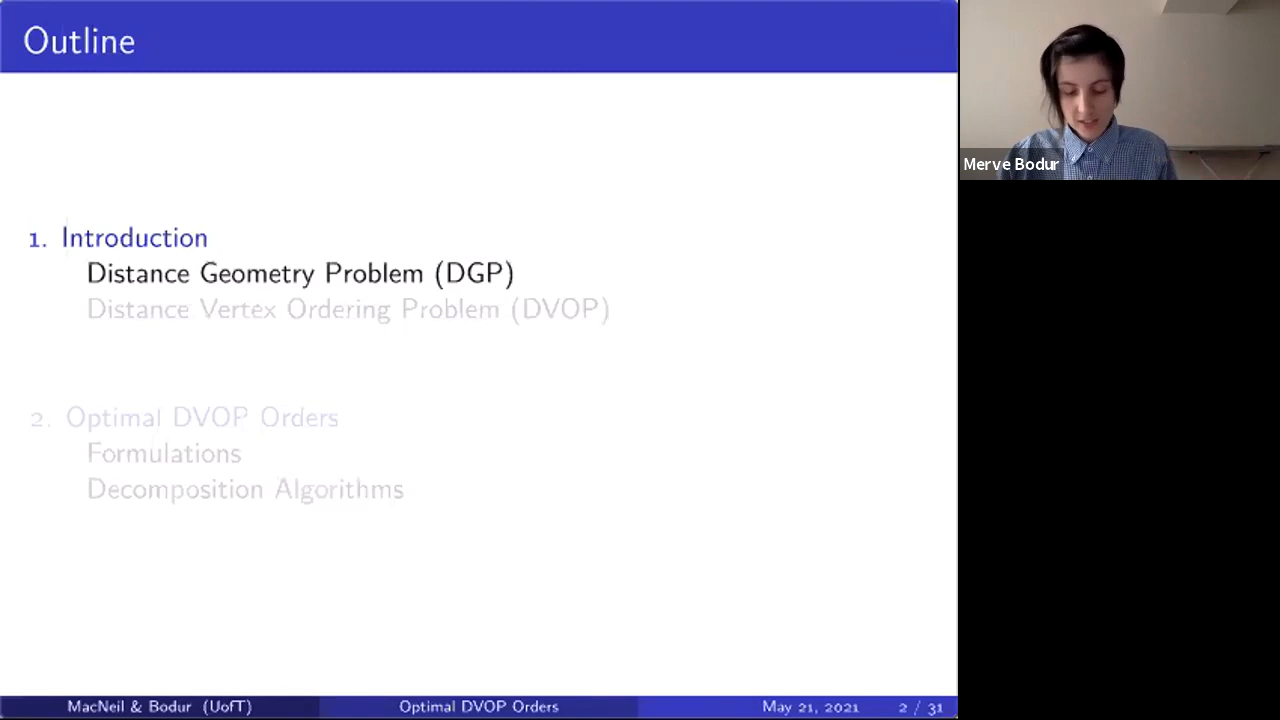 Outline
1. Introduction
Distance Geometry Problem (DGP)
Distance Vertex Ordering Problem (DVOP)
2. Optimal DVOP Orders
Formulations
Decomposition Algorithms
MacNeil & Bodur (UofT)
Optimal DVOP Orders
May 21, 2021
2 / 31
Merve Bodur